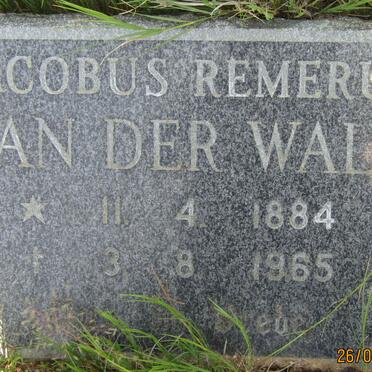 ACOBUS REMERU
AN DER WAL
★ 11. 4. 1884
† 3. 8. 1965
26/0